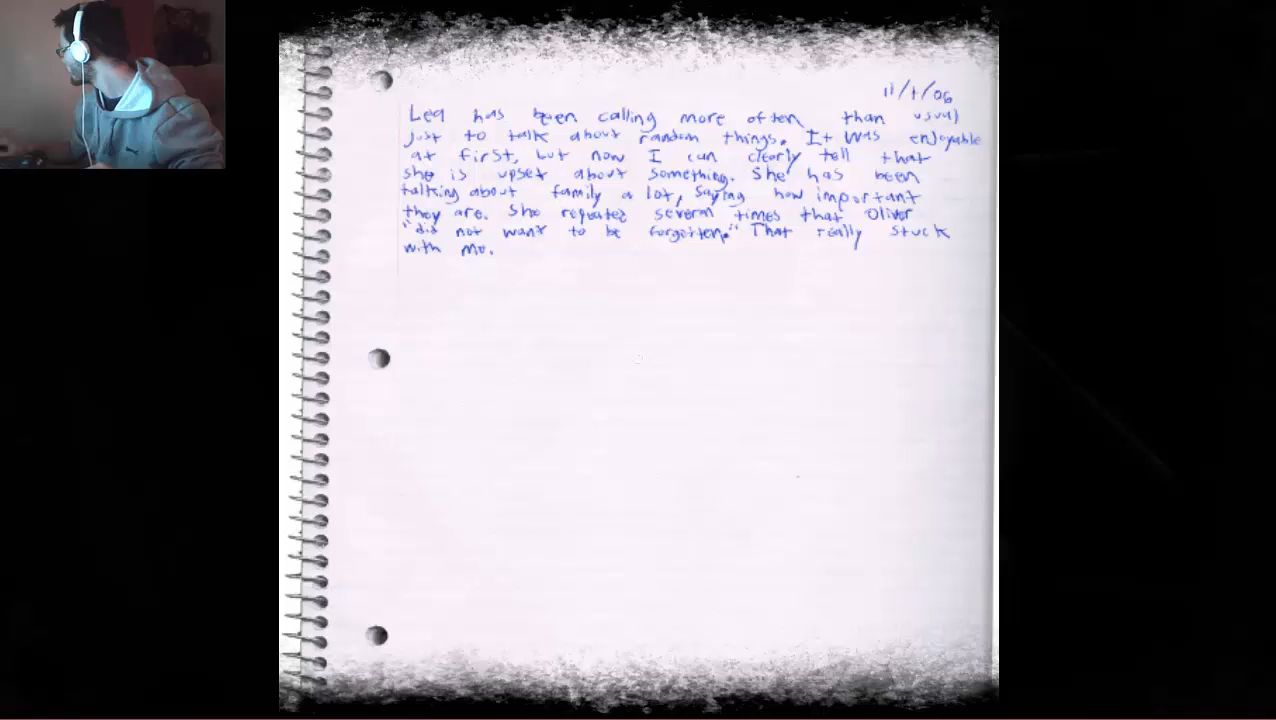 11/1/06
Lea has been calling more often than usual
just to talk about random things. It was enjoyable
at first, but now I can clearly tell that
she is upset about something. She has been
talking about family a lot, saying how important
they are. She repeated several times that Oliver
"did not want to be forgotten." That really stuck
with me.